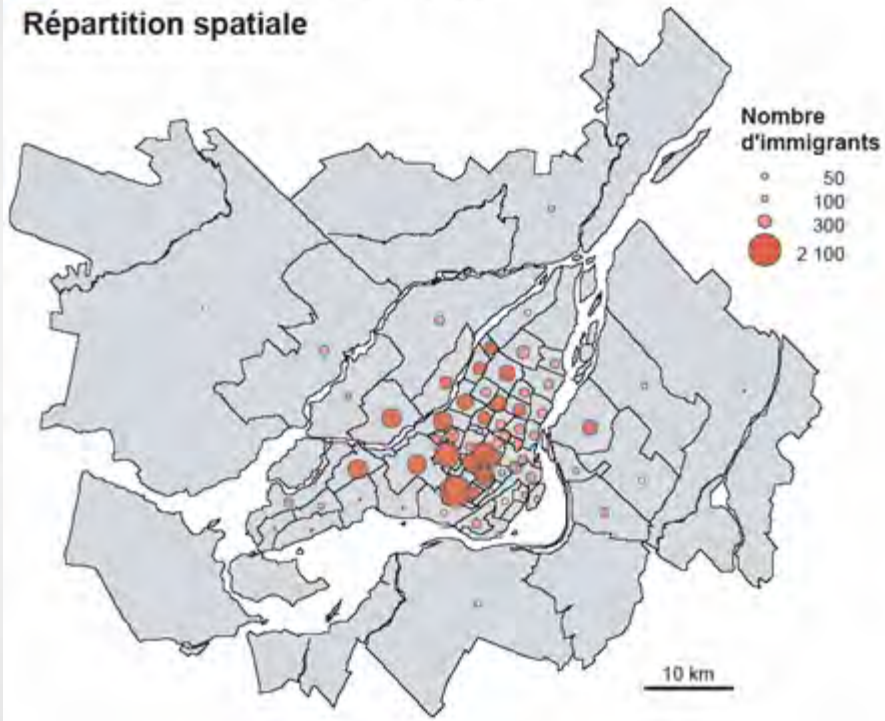 Répartition spatiale
Nombre
d'immigrants
50
100
300
2 100
10 km